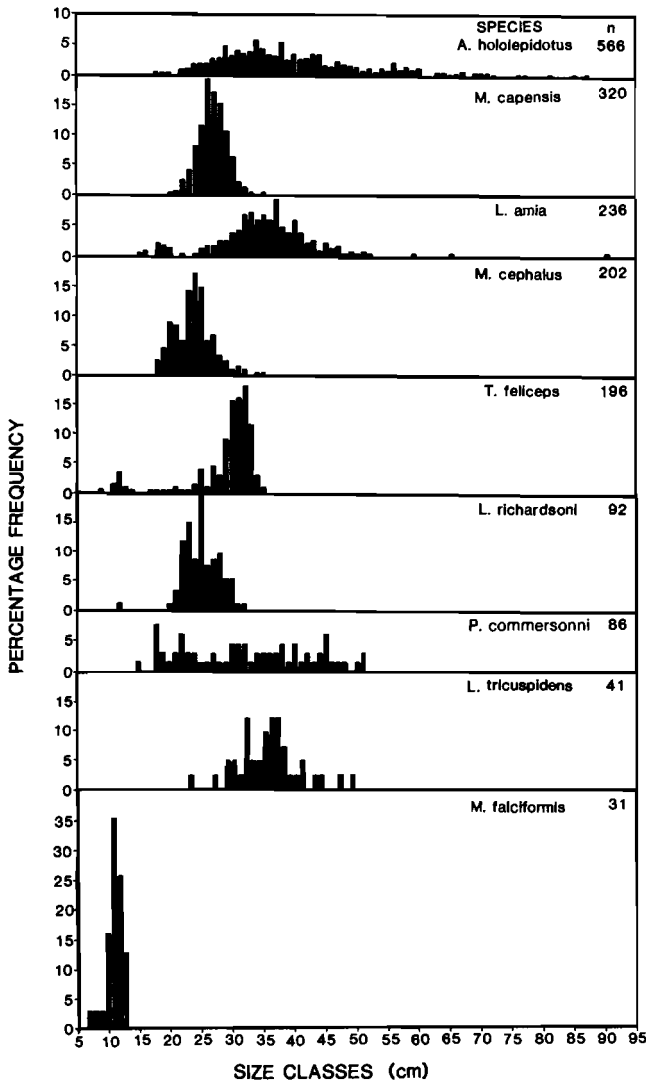 SPECIES n
10
A. hololepidotus 566
5
0
M. capensis 320
15
10
5
0
L. amia 236
5
0
M. cephalus 202
15
10
5
0
T. feliceps 196
15
10
5
0
L. richardsoni 92
15
10
5
0
P. commersonni 86
5
0
L. tricuspidens 41
15
10
5
0
M. falciformis 31
35
30
25
20
15
10
5
0
PERCENTAGE FREQUENCY
5 10 15 20 25 30 35 40 45 50 55 60 65 70 75 80 85 90 95
SIZE CLASSES (cm)